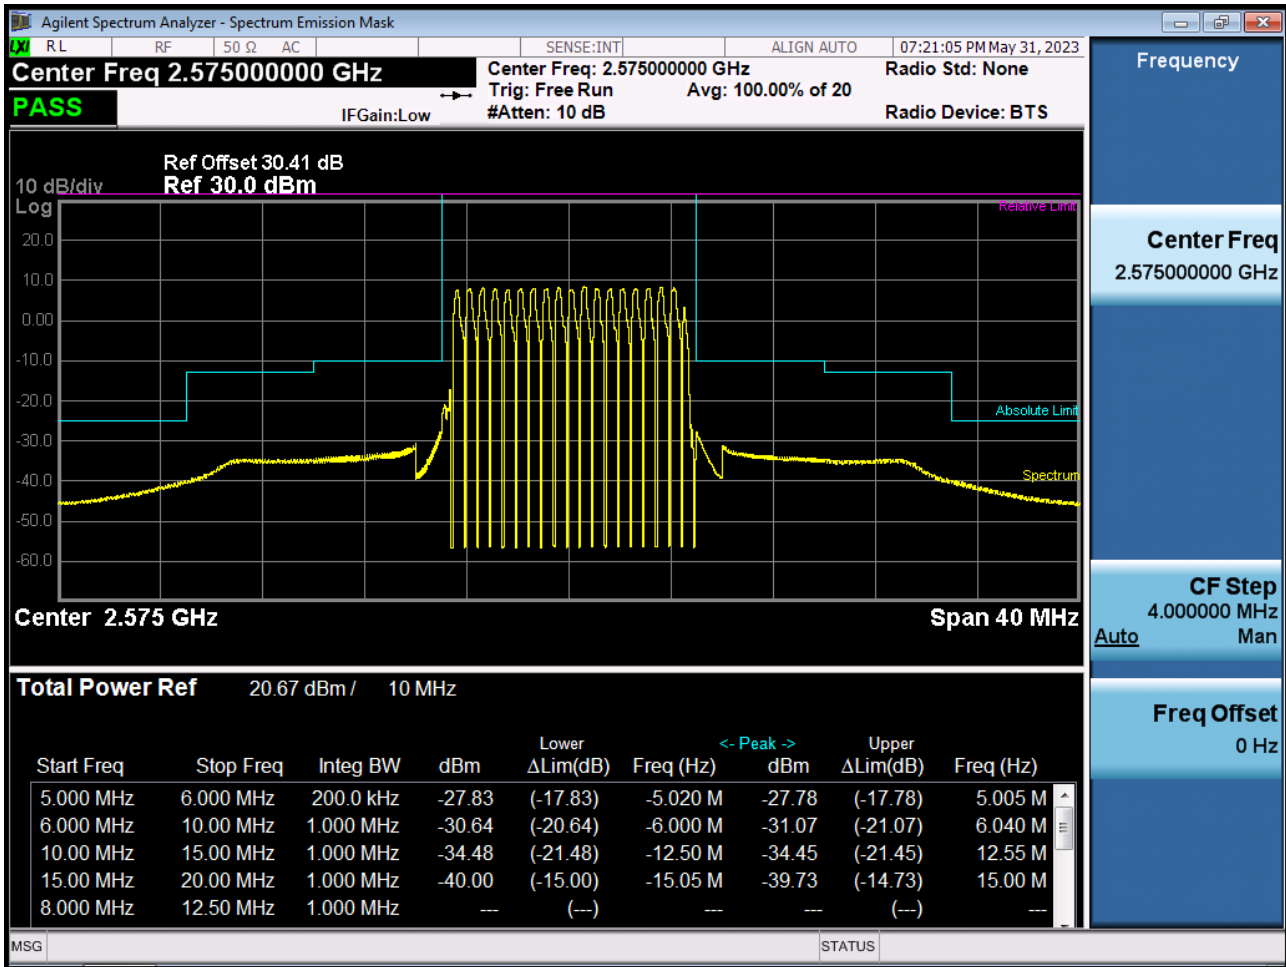 Agilent Spectrum Analyzer - Spectrum Emission Mask
LXI RL RF 50 Ω AC SENSE:INT ALIGN AUTO 07:21:05 PM May 31, 2023
Center Freq 2.575000000 GHz
PASS
IFGain:Low
Center Freq: 2.575000000 GHz
Trig: Free Run Avg: 100.00% of 20
#Atten: 10 dB
Radio Std: None
Radio Device: BTS
Ref Offset 30.41 dB
10 dB/div Ref 30.0 dBm
Log
Relative Limit
20.0
10.0
0.00
-10.0
-20.0
Absolute Limit
-30.0
-40.0
Spectrum
-50.0
-60.0
Center 2.575 GHz Span 40 MHz
Total Power Ref 20.67 dBm / 10 MHz
Lower <- Peak -> Upper
Start Freq Stop Freq Integ BW dBm ΔLim(dB) Freq (Hz) dBm ΔLim(dB) Freq (Hz)
5.000 MHz 6.000 MHz 200.0 kHz -27.83 (-17.83) -5.020 M -27.78 (-17.78) 5.005 M
6.000 MHz 10.00 MHz 1.000 MHz -30.64 (-20.64) -6.000 M -31.07 (-21.07) 6.040 M
10.00 MHz 15.00 MHz 1.000 MHz -34.48 (-21.48) -12.50 M -34.45 (-21.45) 12.55 M
15.00 MHz 20.00 MHz 1.000 MHz -40.00 (-15.00) -15.05 M -39.73 (-14.73) 15.00 M
8.000 MHz 12.50 MHz 1.000 MHz --- (---) --- --- (---) ---
MSG STATUS
Frequency
Center Freq
2.575000000 GHz
CF Step
4.000000 MHz
Auto Man
Freq Offset
0 Hz